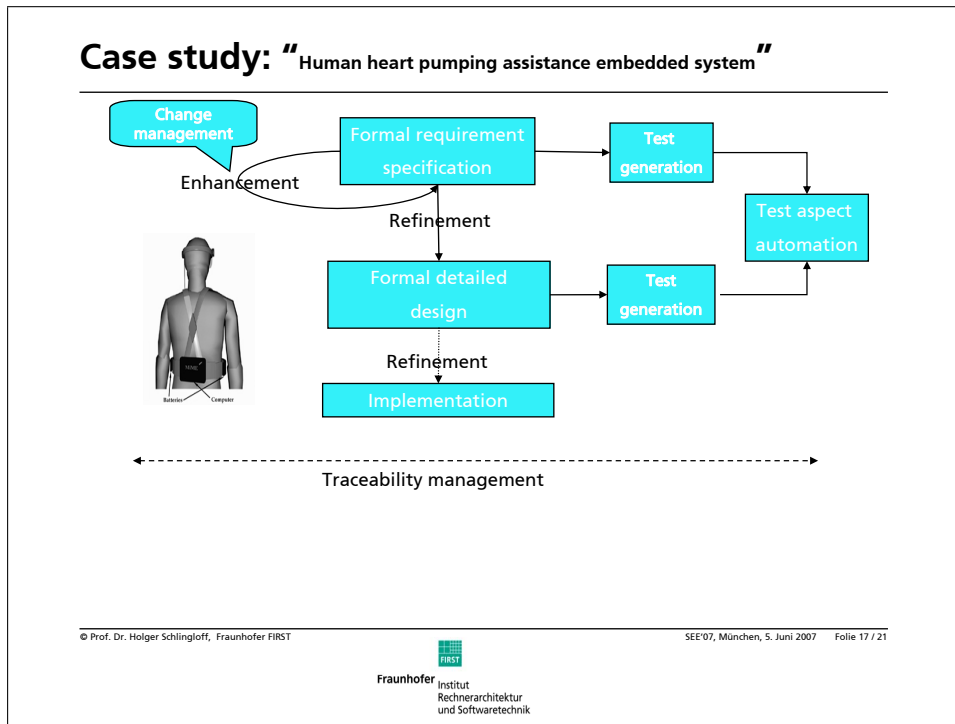 Case study: “Human heart pumping assistance embedded system”
Change
management
Formal requirement
specification
Test
generation
Enhancement
Refinement
Test aspect
automation
Formal detailed
design
Test
generation
Refinement
Batteries
Computer
Implementation
Traceability management
© Prof. Dr. Holger Schlingloff, Fraunhofer FIRST
SEE’07, München, 5. Juni 2007 Folie 17 / 21
FIRST
Fraunhofer
Institut
Rechnerarchitektur
und Softwaretechnik